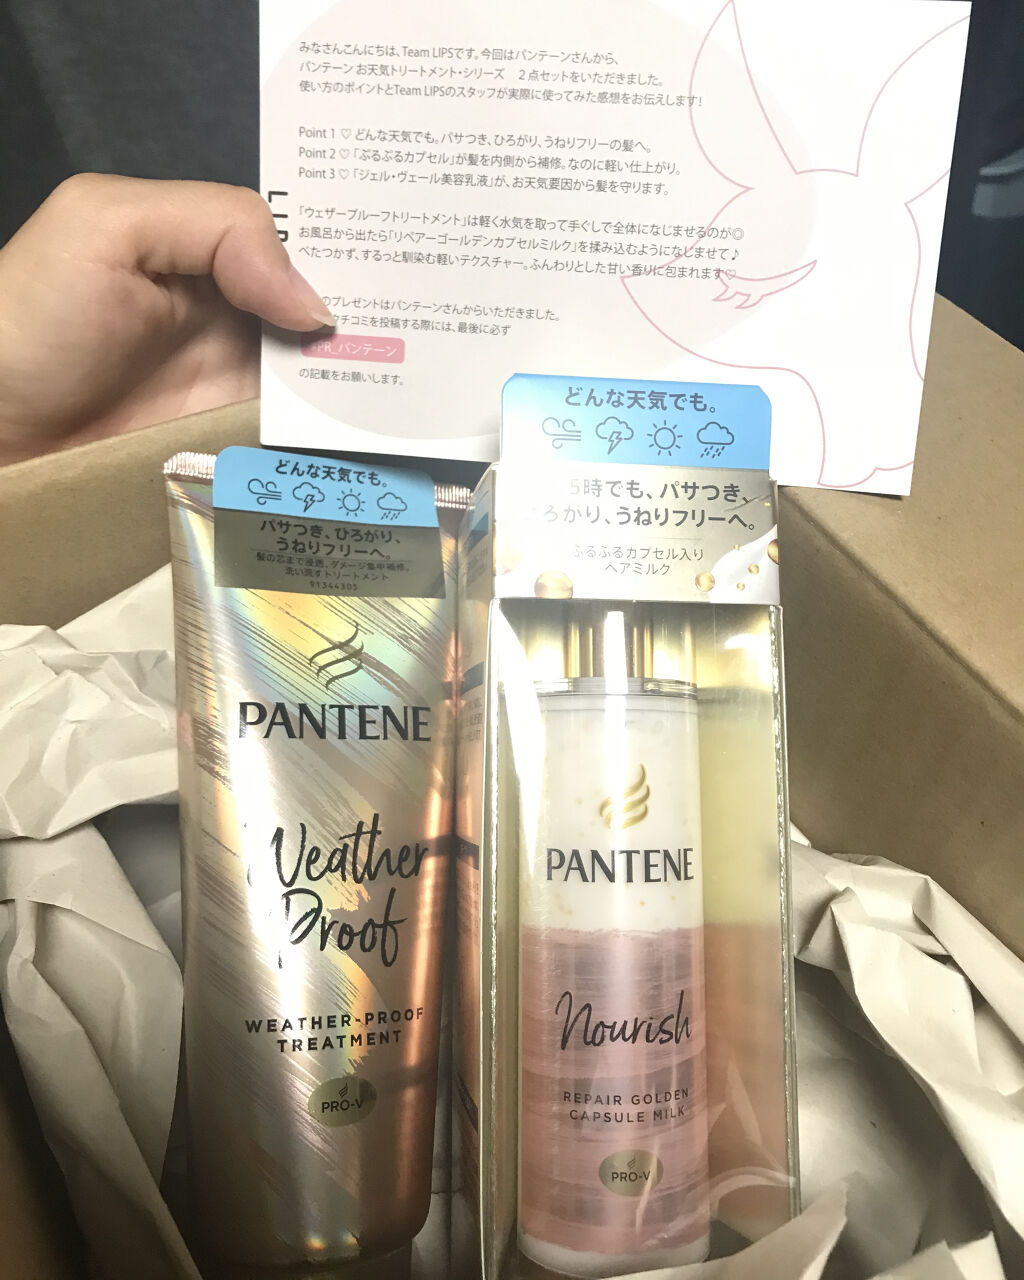 みなさんこんにちは、Team LIPSです。今回はパンテーンさんから、
パンテーン お天気トリートメント・シリーズ 2点セットをいただきました。
使い方のポイントとTeam LIPSのスタッフが実際に使ってみた感想をお伝えします!
Point 1 ♡ どんな天気でも。パサつき、ひろがり、うねりフリーの髪へ。
Point 2 ♡「ぷるぷるカプセル」が髪を内側から補修。なのに軽い仕上がり。
Point 3 ♡「ジェル・ヴェール美容乳液」が、お天気要因から髪を守ります。
「ウェザープルーフトリートメント」は軽く水気を取って手ぐしで全体になじませるのが◎
お風呂から出たら「リペアーゴールデンカプセルミルク」を揉み込むようになじませて♪
べたつかず、するっと馴染む軽いテクスチャー。ふんわりとした甘い香りに包まれます♡
のプレゼントはパンテーンさんからいただきました。
クチコミを投稿する際には、最後に必ず
#PR_パンテーン
の記載をお願いします。
LIP
どんな天気でも。
パサつき、ひろがり、
うねりフリーへ。
髪の芯まで浸透、ダメージ集中補修。
洗い流すトリートメント
91344305
PANTENE
Weather
Proof
WEATHER-PROOF
TREATMENT
PRO-V
どんな天気でも。
5時でも、パサつき、
ろがり、うねりフリーへ。
ぷるぷるカプセル入り
ヘアミルク
PANTENE
Nourish
REPAIR GOLDEN
CAPSULE MILK
PRO-V